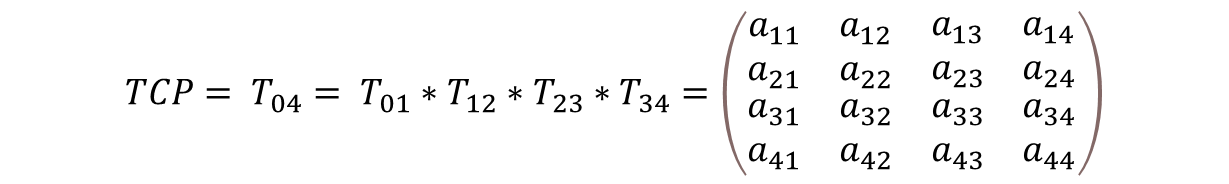 TCP = T₀₄ = T₀₁ * T₁₂ * T₂₃ * T₃₄ =
a₁₁ a₁₂ a₁₃ a₁₄
a₂₁ a₂₂ a₂₃ a₂₄
a₃₁ a₃₂ a₃₃ a₃₄
a₄₁ a₄₂ a₄₃ a₄₄